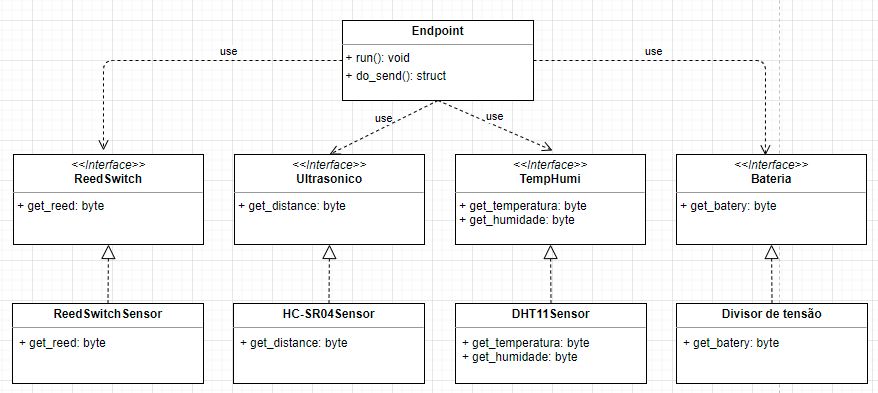 Endpoint
+ run(): void
+ do_send(): struct
use
use
use
use
<<Interface>>
ReedSwitch
+ get_reed: byte
<<Interface>>
Ultrasonico
+ get_distance: byte
<<Interface>>
TempHumi
+ get_temperatura: byte
+ get_humidade: byte
<<Interface>>
Bateria
+ get_batery: byte
ReedSwitchSensor
+ get_reed: byte
HC-SR04Sensor
+ get_distance: byte
DHT11Sensor
+ get_temperatura: byte
+ get_humidade: byte
Divisor de tensão
+ get_batery: byte